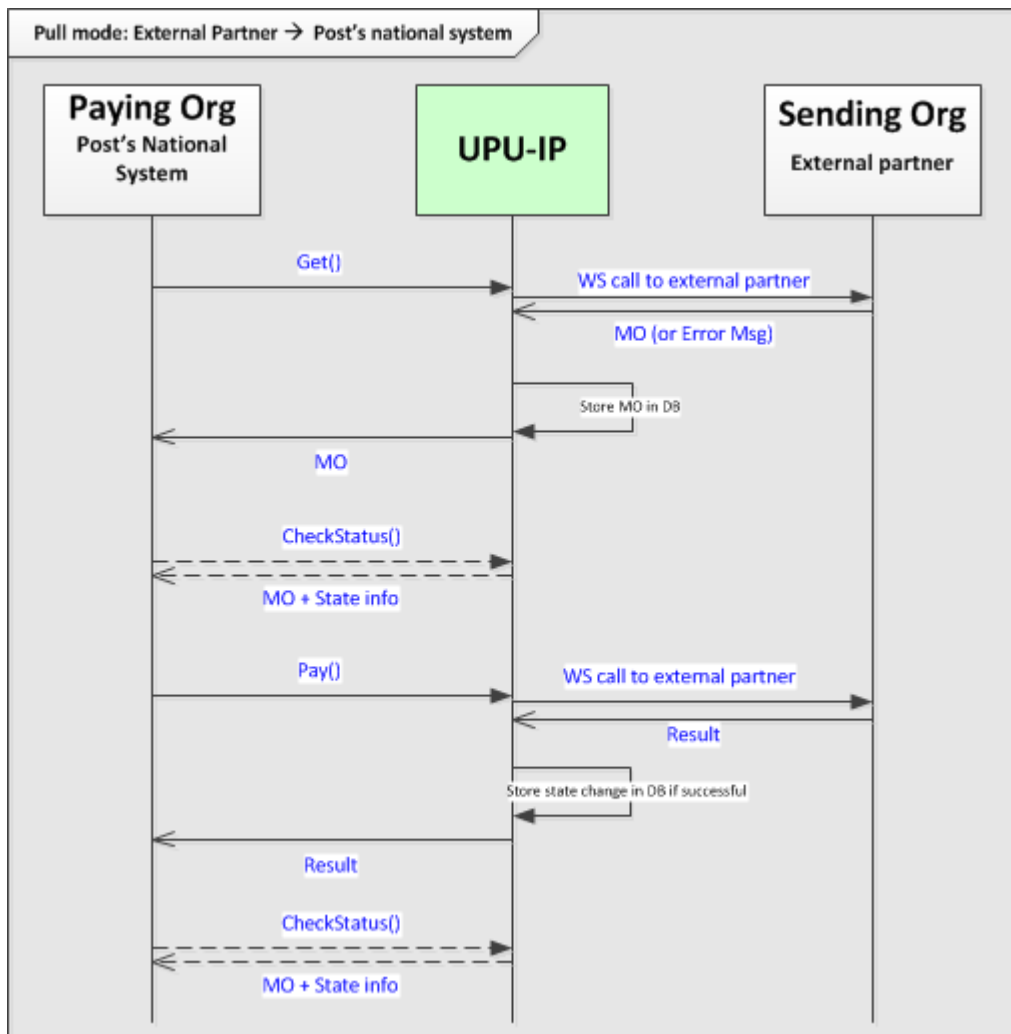 Pull mode: External Partner → Post's national system
Paying Org
Post's National
System
UPU-IP
Sending Org
External partner
Get()
WS call to external partner
MO (or Error Msg)
Store MO in DB
MO
CheckStatus()
MO + State info
Pay()
WS call to external partner
Result
Store state change in DB if successful
Result
CheckStatus()
MO + State info